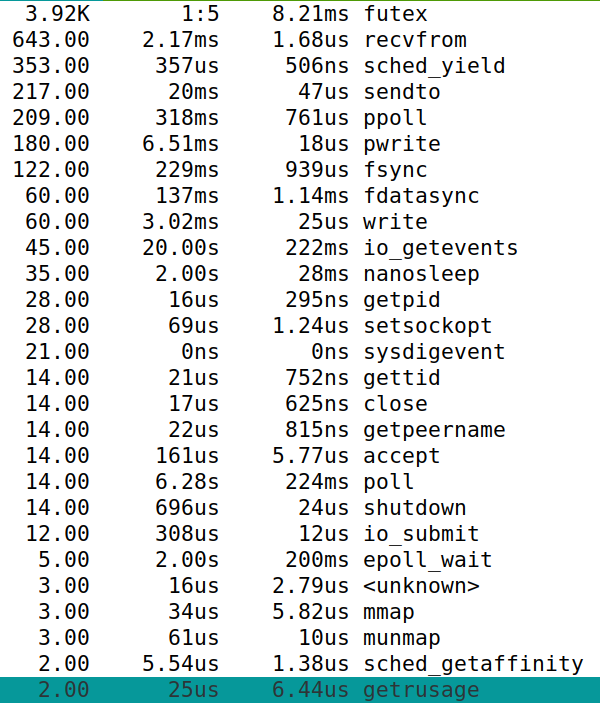 3.92K 1:5 8.21ms futex
643.00 2.17ms 1.68us recvfrom
353.00 357us 506ns sched_yield
217.00 20ms 47us sendto
209.00 318ms 761us ppoll
180.00 6.51ms 18us pwrite
122.00 229ms 939us fsync
60.00 137ms 1.14ms fdatasync
60.00 3.02ms 25us write
45.00 20.00s 222ms io_getevents
35.00 2.00s 28ms nanosleep
28.00 16us 295ns getpid
28.00 69us 1.24us setsockopt
21.00 0ns 0ns sysdigevent
14.00 21us 752ns gettid
14.00 17us 625ns close
14.00 22us 815ns getpeername
14.00 161us 5.77us accept
14.00 6.28s 224ms poll
14.00 696us 24us shutdown
12.00 308us 12us io_submit
5.00 2.00s 200ms epoll_wait
3.00 16us 2.79us <unknown>
3.00 34us 5.82us mmap
3.00 61us 10us munmap
2.00 5.54us 1.38us sched_getaffinity
2.00 25us 6.44us getrusage